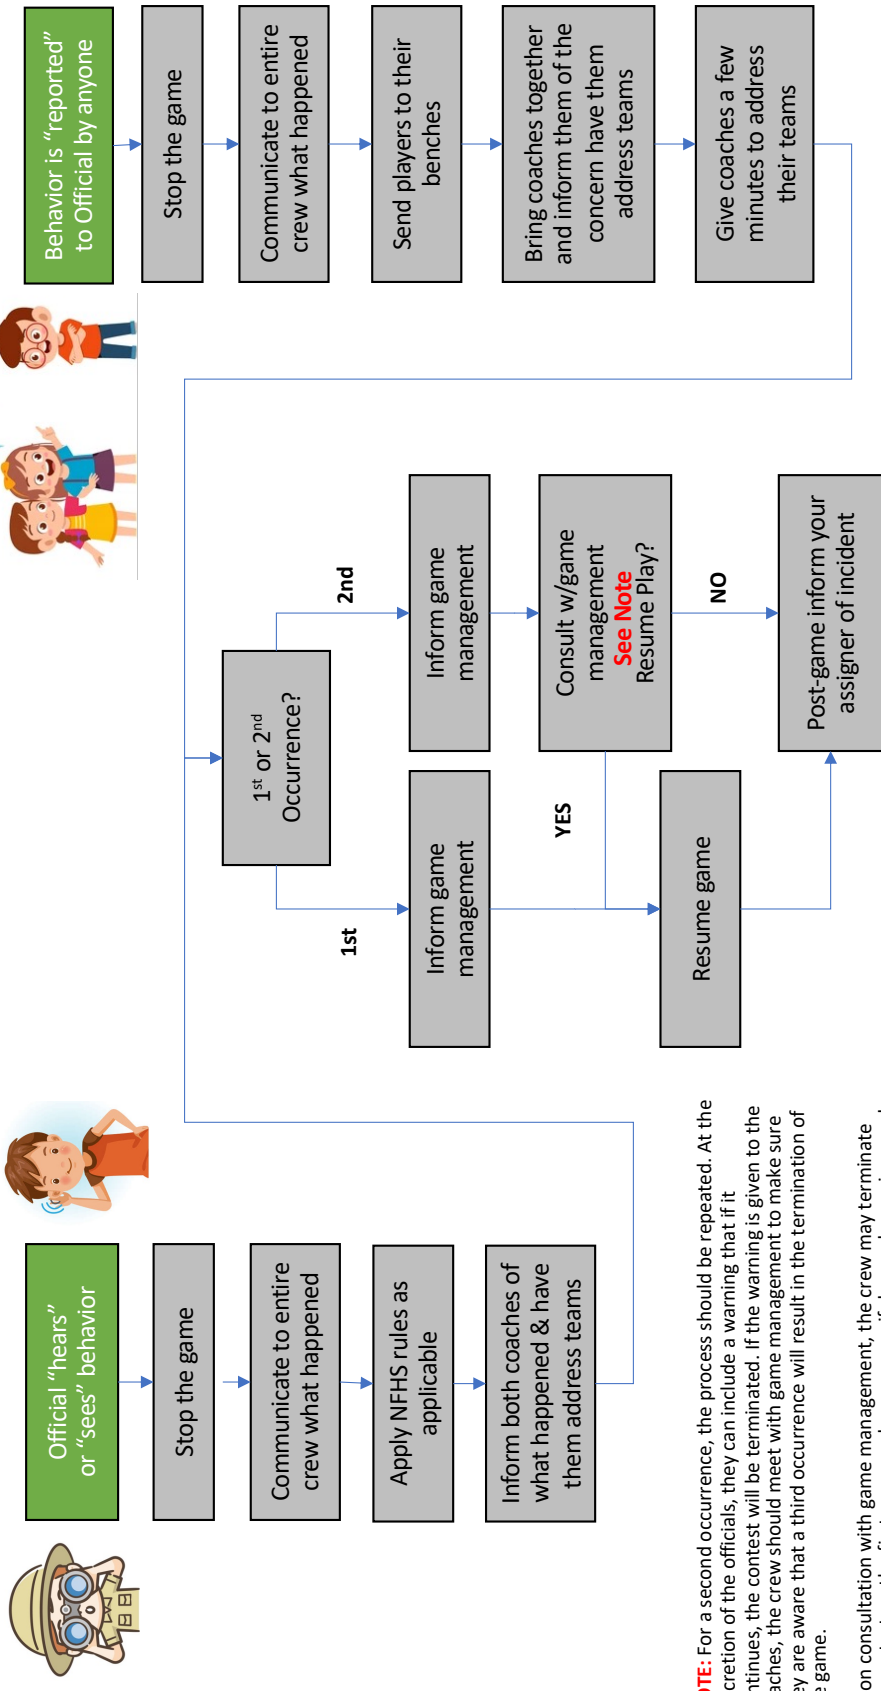 Official “hears”
or “sees” behavior
Stop the game
Communicate to entire
crew what happened
Apply NFHS rules as
applicable
Inform both coaches of
what happened & have
them address teams
1st or 2nd
Occurrence?
1st
2nd
Inform game
management
Inform game
management
Consult w/game
management
See Note
Resume Play?
YES
NO
Resume game
Post-game inform your
assigner of incident
Behavior is “reported”
to Official by anyone
Stop the game
Communicate to entire
crew what happened
Send players to their
benches
Bring coaches together
and inform them of the
concern have them
address teams
Give coaches a few
minutes to address
their teams
OTE: For a second occurrence, the process should be repeated. At the
cretion of the officials, they can include a warning that if it
ntinues, the contest will be terminated. If the warning is given to the
aches, the crew should meet with game management to make sure
ey are aware that a third occurrence will result in the termination of
e game.
on consultation with game management, the crew may terminate